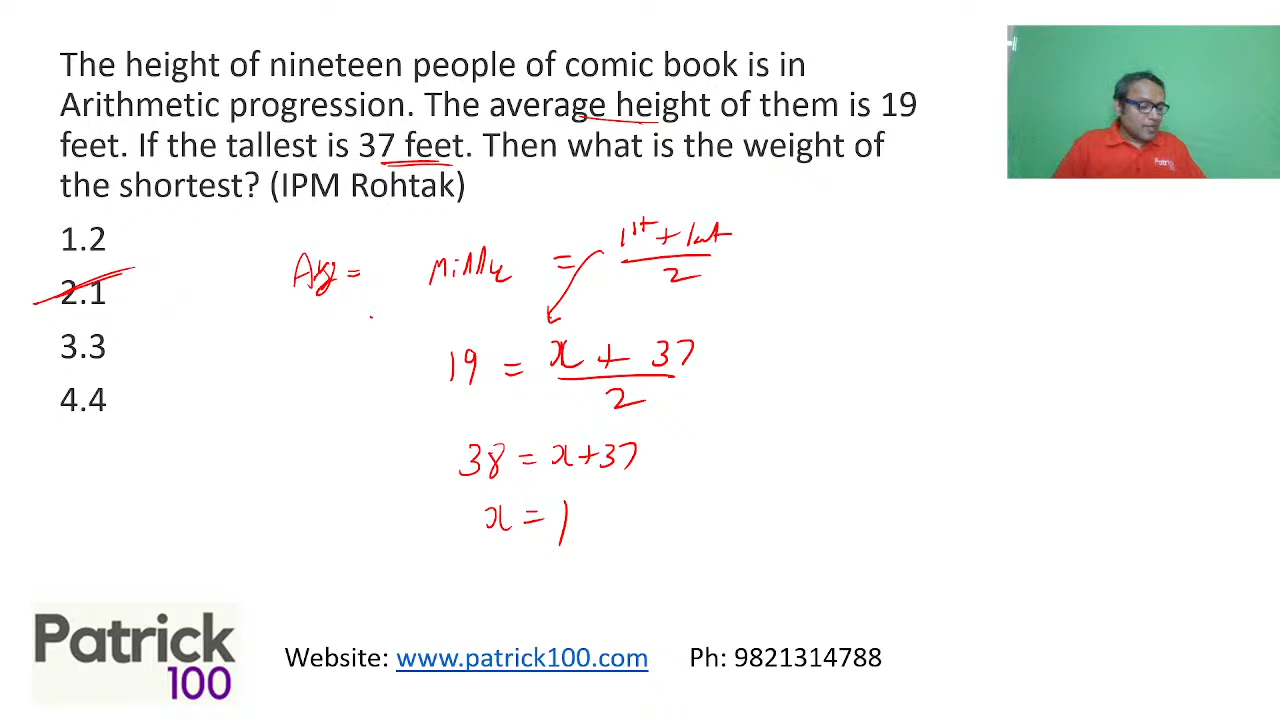 The height of nineteen people of comic book is in
Arithmetic progression. The average height of them is 19
feet. If the tallest is 37 feet. Then what is the weight of
the shortest? (IPM Rohtak)
1.2
2.1
3.3
4.4
Avg = Middle = 1st + last / 2
19 = x + 37 / 2
38 = x+37
x = 1
Patrick
100
Website: www.patrick100.com Ph: 9821314788